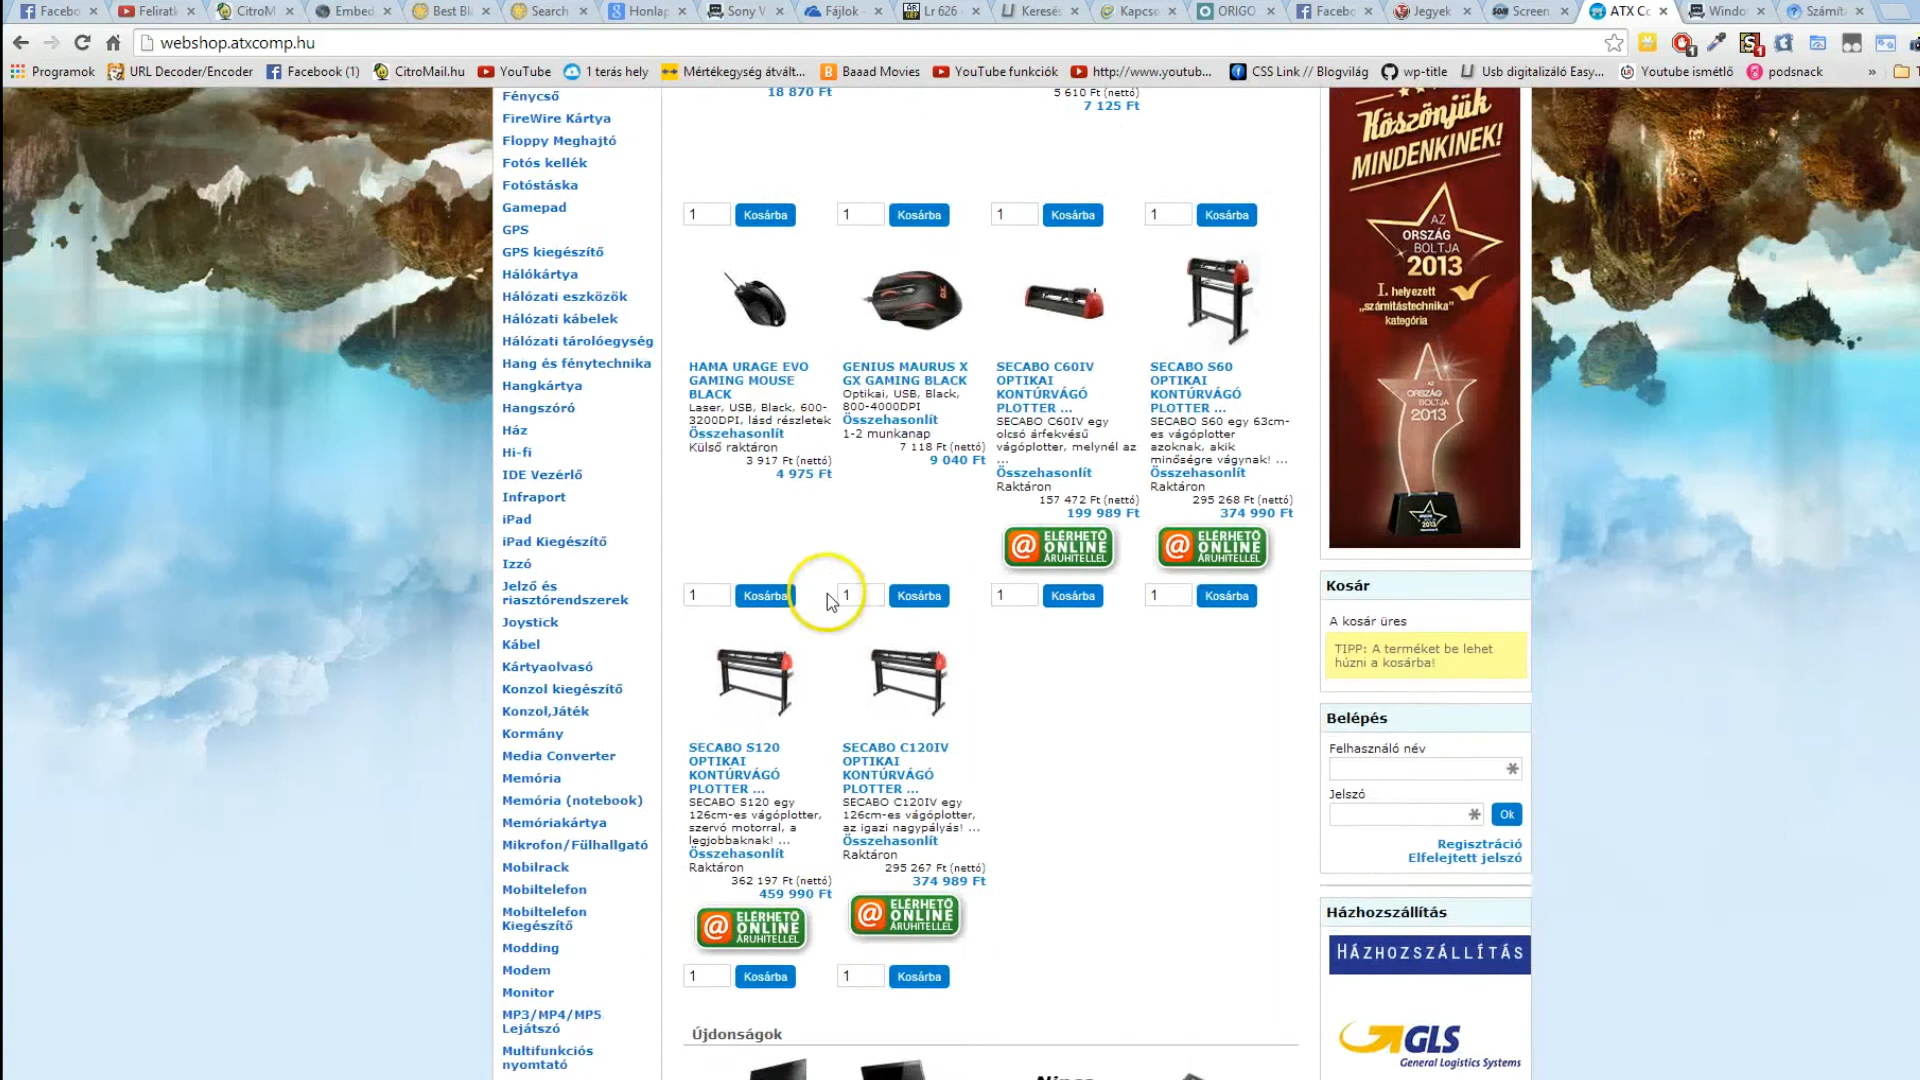 Facebo
Feliratk
CitroM
Embed
Best Bl
Search
Honlap
Sony V
Fájlok -
Lr 626
Keresés
Kapcso
ORIGO
Facebo
Jegyek
Screen
ATX Co
Windo
Számít
webshop.atxcomp.hu
Programok
URL Decoder/Encoder
Facebook (1)
CitroMail.hu
YouTube
1 terás hely
Mértékegység átvált...
Baaad Movies
YouTube funkciók
http://www.youtub...
CSS Link // Blogvilág
wp-title
Usb digitalizáló Easy...
Youtube ismétlő
podsnack
»
Fénycső
FireWire Kártya
Floppy Meghajtó
Fotós kellék
Fotóstáska
Gamepad
GPS
GPS kiegészítő
Hálókártya
Hálózati eszközök
Hálózati kábelek
Hálózati tárolóegység
Hang és fénytechnika
Hangkártya
Hangszóró
Ház
Hi-fi
IDE Vezérlő
Infraport
iPad
iPad Kiegészítő
Izzó
Jelző és
riasztórendszerek
Joystick
Kábel
Kártyaolvasó
Konzol kiegészítő
Konzol,Játék
Kormány
Media Converter
Memória
Memória (notebook)
Memóriakártya
Mikrofon/Fülhallgató
Mobilrack
Mobiltelefon
Mobiltelefon
Kiegészítő
Modding
Modem
Monitor
MP3/MP4/MP5
Lejátszó
Multifunkciós
nyomtató
18 870 Ft
5 610 Ft (nettó)
7 125 Ft
1 Kosárba
1 Kosárba
1 Kosárba
1 Kosárba
HAMA URAGE EVO
GAMING MOUSE
BLACK
Laser, USB, Black, 600-
3200DPI, lásd részletek
Összehasonlít
Külső raktáron
3 917 Ft (nettó)
4 975 Ft
1 Kosárba
GENIUS MAURUS X
GX GAMING BLACK
Optikai, USB, Black,
800-4000DPI
Összehasonlít
1-2 munkanap
7 118 Ft (nettó)
9 040 Ft
1 Kosárba
SECABO C60IV
OPTIKAI
KONTÚRVÁGÓ
PLOTTER ...
SECABO C60IV egy
olcsó árfekvésű
vágóplotter, melynél az
...
Összehasonlít
Raktáron
157 472 Ft (nettó)
199 989 Ft
@ ELÉRHETŐ
ONLINE
ÁRUHITELLEL
1 Kosárba
SECABO S60
OPTIKAI
KONTÚRVÁGÓ
PLOTTER ...
SECABO S60 egy 63cm-
es vágóplotter
azoknak, akik
minőségre vágynak! ...
Összehasonlít
Raktáron
295 268 Ft (nettó)
374 990 Ft
@ ELÉRHETŐ
ONLINE
ÁRUHITELLEL
1 Kosárba
SECABO S120
OPTIKAI
KONTÚRVÁGÓ
PLOTTER ...
SECABO S120 egy
126cm-es vágóplotter,
szervó motorral, a
legjobbaknak! ...
Összehasonlít
Raktáron
362 197 Ft (nettó)
459 990 Ft
@ ELÉRHETŐ
ONLINE
ÁRUHITELLEL
1 Kosárba
SECABO C120IV
OPTIKAI
KONTÚRVÁGÓ
PLOTTER ...
SECABO C120IV egy
126cm-es vágóplotter,
az igazi nagypályás! ...
Összehasonlít
Raktáron
295 267 Ft (nettó)
374 989 Ft
@ ELÉRHETŐ
ONLINE
ÁRUHITELLEL
1 Kosárba
Újdonságok
Köszönjük
MINDENKINEK!
AZ
ORSZÁG
BOLTJA
2013
I. helyezett
„számítástechnika"
kategória
AZ
ORSZÁG
BOLTJA
2013
Kosár
A kosár üres
TIPP: A terméket be lehet
húzni a kosárba!
Belépés
Felhasználó név
Jelszó
Ok
Regisztráció
Elfelejtett jelszó
Házhozszállítás
HÁZHOZSZÁLLÍTÁS
GLS
General Logistics Systems